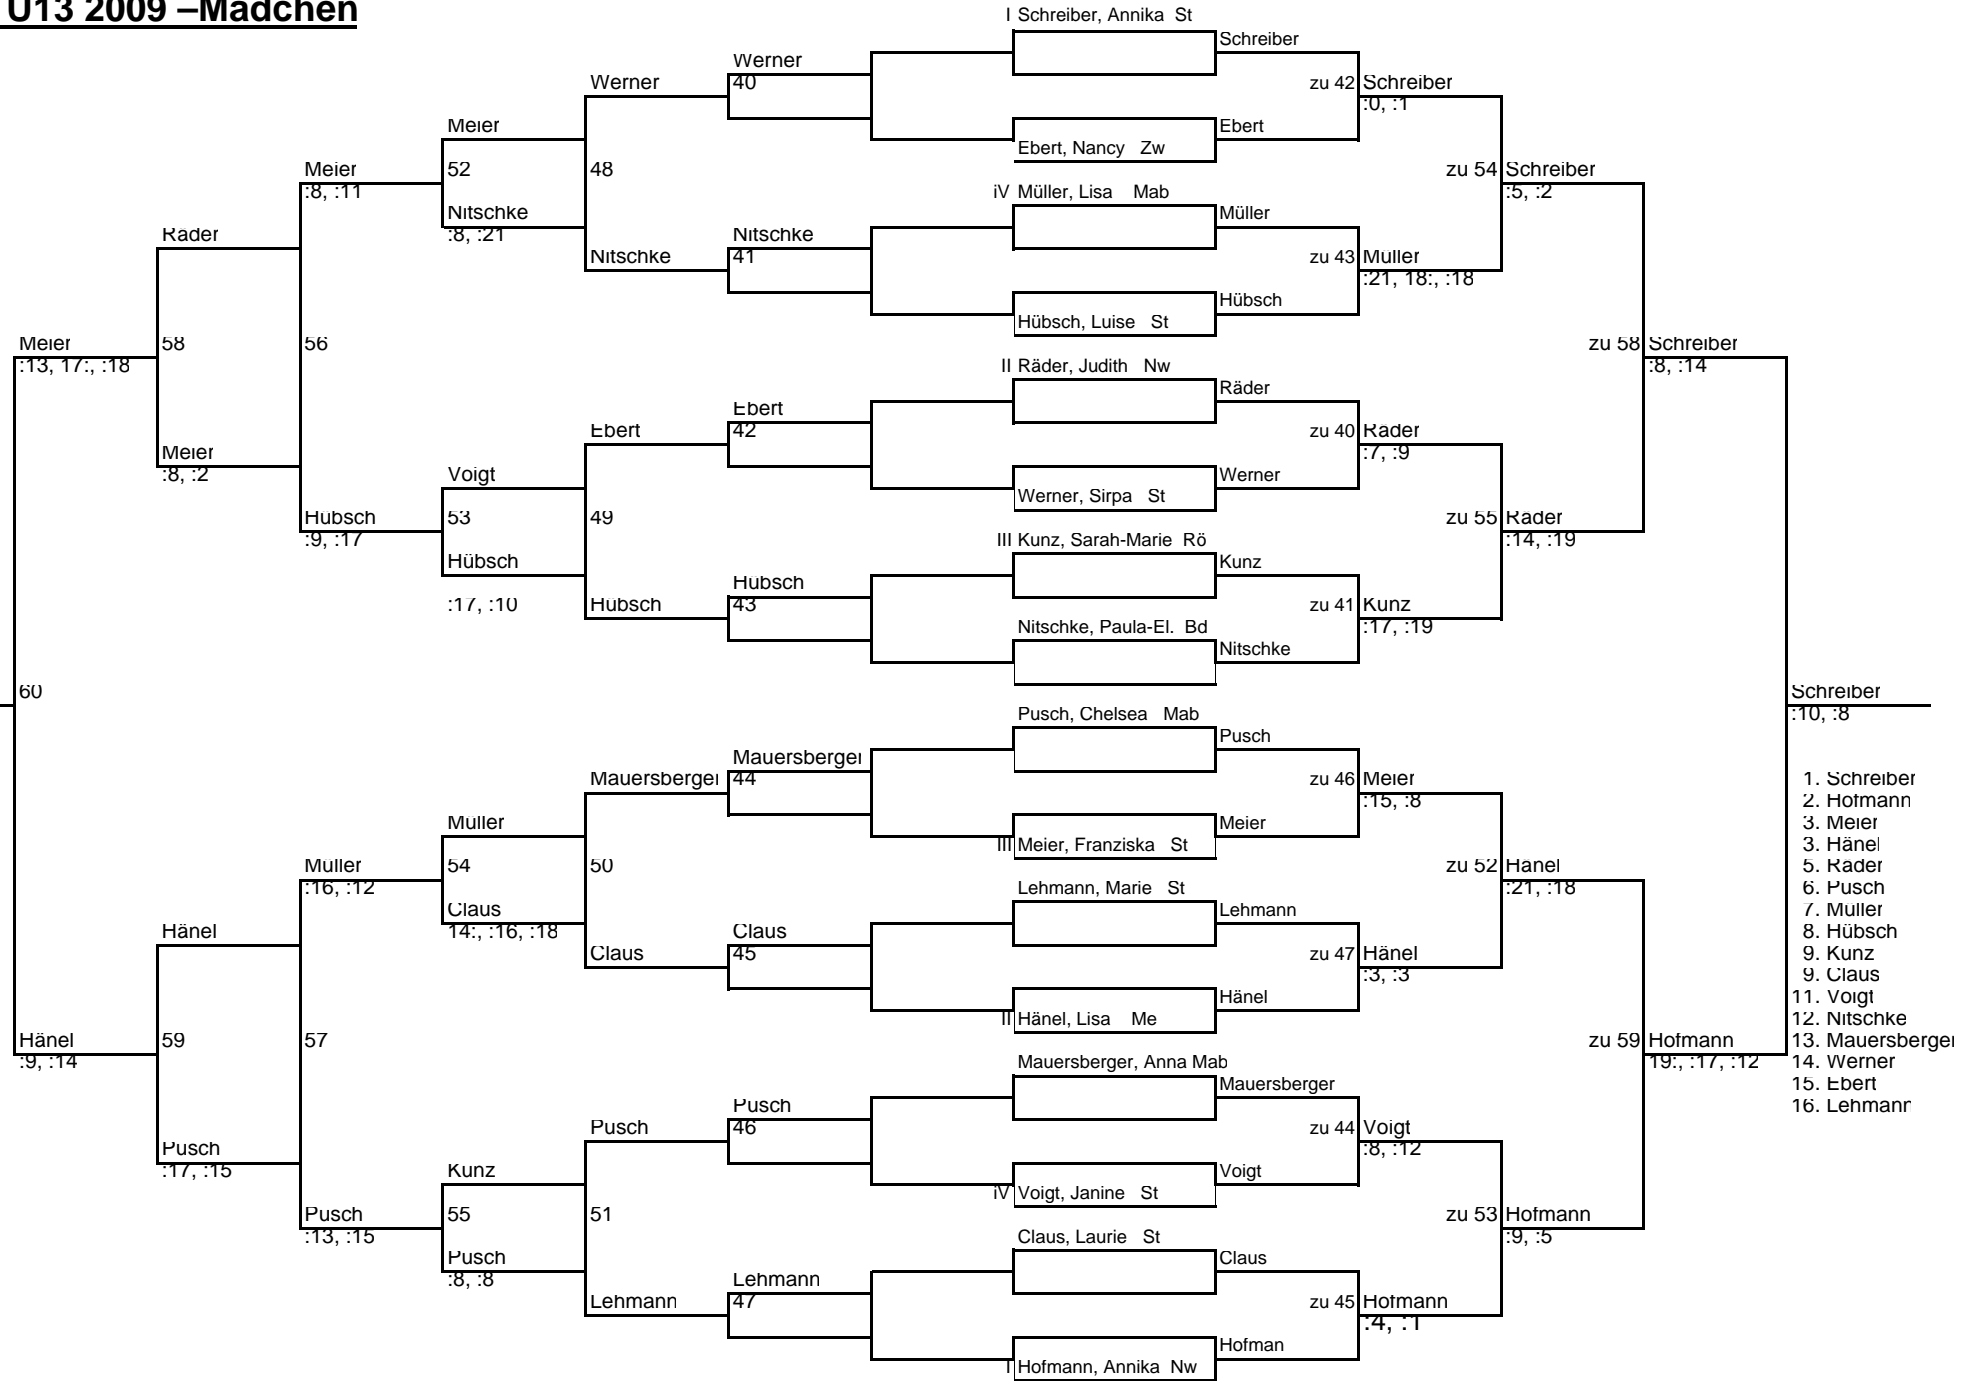 U13 2009 –Mädchen
I Schreiber, Annika St
Schreiber
Werner
Werner
40
zu 42
Schreiber
:0, :1
Meier
Ebert
Ebert, Nancy Zw
Meier
:8, :11
52
48
zu 54
Schreiber
:5, :2
iV Müller, Lisa Mab
Nitschke
:8, :21
Müller
Räder
Nitschke
Nitschke
41
zu 43
Müller
:21, 18:, :18
Hübsch
Hübsch, Luise St
Meier
:13, 17:, :18
58
56
zu 58
Schreiber
:8, :14
II Räder, Judith Nw
Räder
Ebert
Ebert
42
zu 40
Räder
:7, :9
Meier
:8, :2
Voigt
Werner
Werner, Sirpa St
Hübsch
:9, :17
53
49
zu 55
Räder
:14, :19
III Kunz, Sarah-Marie Rö
Hübsch
:17, :10
Kunz
Hübsch
Hübsch
43
zu 41
Kunz
:17, :19
Nitschke, Paula-El. Bd
Nitschke
60
Schreiber
:10, :8
Pusch, Chelsea Mab
Pusch
Mauersberger
Mauersberger
44
zu 46
Meier
:15, :8
Müller
Meier
III Meier, Franziska St
Müller
:16, :12
54
50
zu 52
Hänel
:21, :18
Lehmann, Marie St
Claus
14:, :16, :18
Lehmann
Hänel
Claus
Claus
45
zu 47
Hänel
:3, :3
Hänel
II Hänel, Lisa Me
Hänel
:9, :14
59
57
zu 59
Hofmann
19:, :17, :12
Mauersberger, Anna Mab
Mauersberger
Pusch
Pusch
46
zu 44
Voigt
:8, :12
Pusch
:17, :15
Kunz
Voigt
iV Voigt, Janine St
Pusch
:13, :15
55
51
zu 53
Hofmann
:9, :5
Claus, Laurie St
Pusch
:8, :8
Claus
Lehmann
Lehmann
47
zu 45
Hofmann
:4, :1
Hofman
I Hofmann, Annika Nw
1. Schreiber
2. Hofmann
3. Meier
3. Hänel
5. Räder
6. Pusch
7. Müller
8. Hübsch
9. Kunz
9. Claus
11. Voigt
12. Nitschke
13. Mauersberger
14. Werner
15. Ebert
16. Lehmann